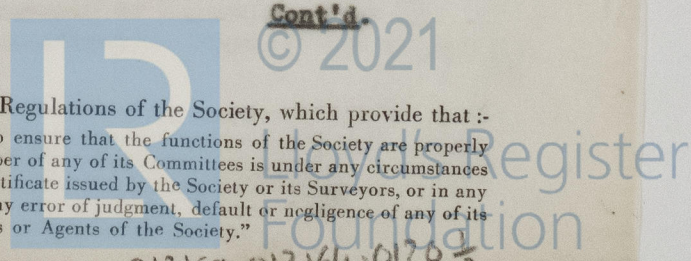 Cont'd.
© 2021
Regulations of the Society, which provide that :-
ensure that the functions of the Society are properly
of any of its Committees is under any circumstances
issued by the Society or its Surveyors, or in any
error of judgment, default or negligence of any of its
or Agents of the Society."
Lloyd's Register
Foundation